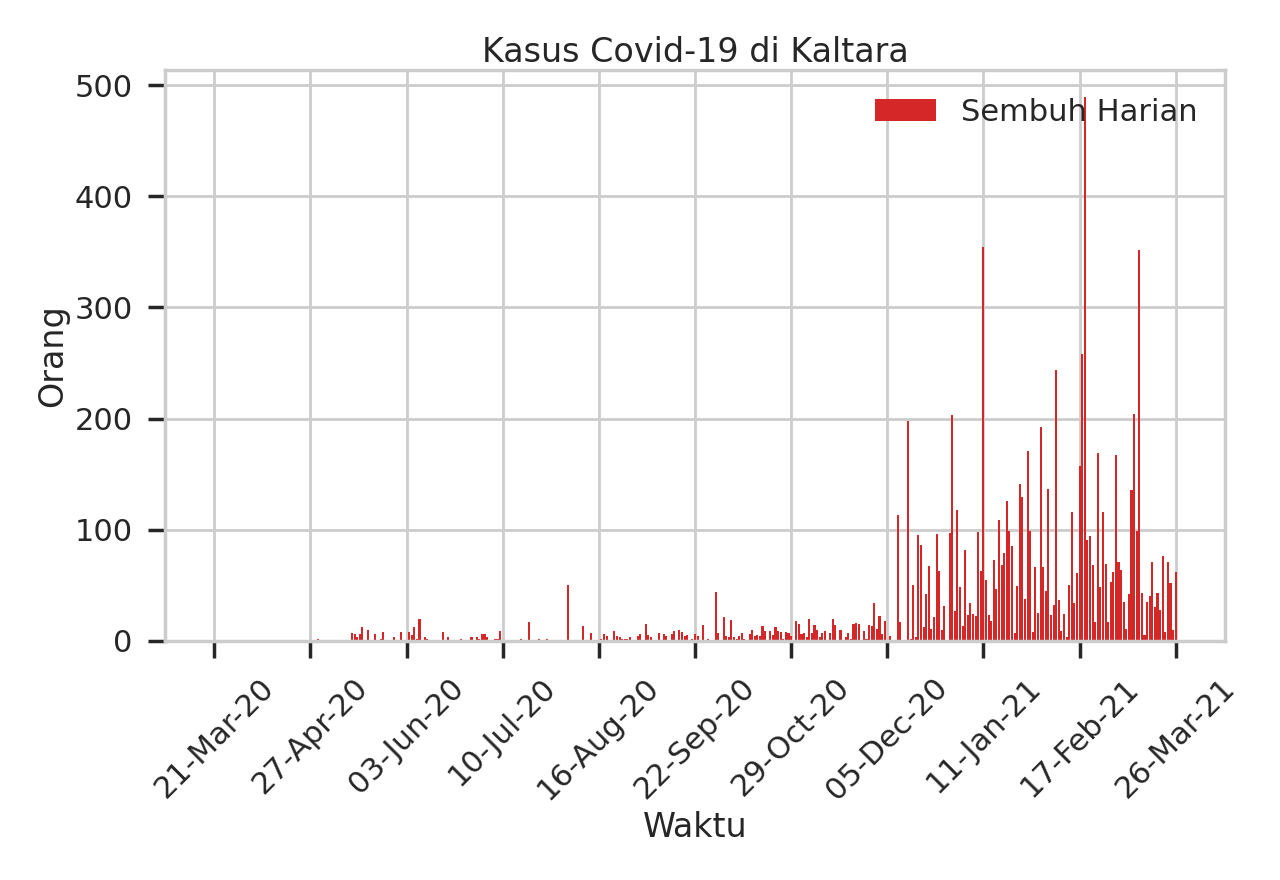 Kasus Covid-19 di Kaltara
Sembuh Harian
500
400
300
200
100
0
Orang
21-Mar-20
27-Apr-20
03-Jun-20
10-Jul-20
16-Aug-20
22-Sep-20
29-Oct-20
05-Dec-20
11-Jan-21
17-Feb-21
26-Mar-21
Waktu